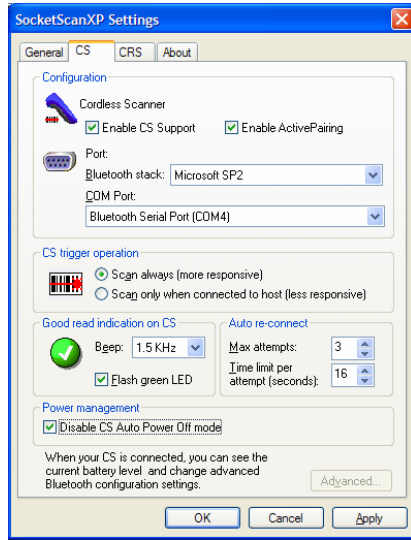 SocketScanXP Settings
General CS CRS About
Configuration
Cordless Scanner
Enable CS Support Enable ActivePairing
Port:
Bluetooth stack: Microsoft SP2
COM Port:
Bluetooth Serial Port (COM4)
CS trigger operation
Scan always (more responsive)
Scan only when connected to host (less responsive)
Good read indication on CS Auto re-connect
Beep: 1.5 KHz Max attempts: 3
Flash green LED Time limit per
attempt (seconds): 16
Power management
Disable CS Auto Power Off mode
When your CS is connected, you can see the
current battery level and change advanced
Bluetooth configuration settings. Advanced...
OK Cancel Apply